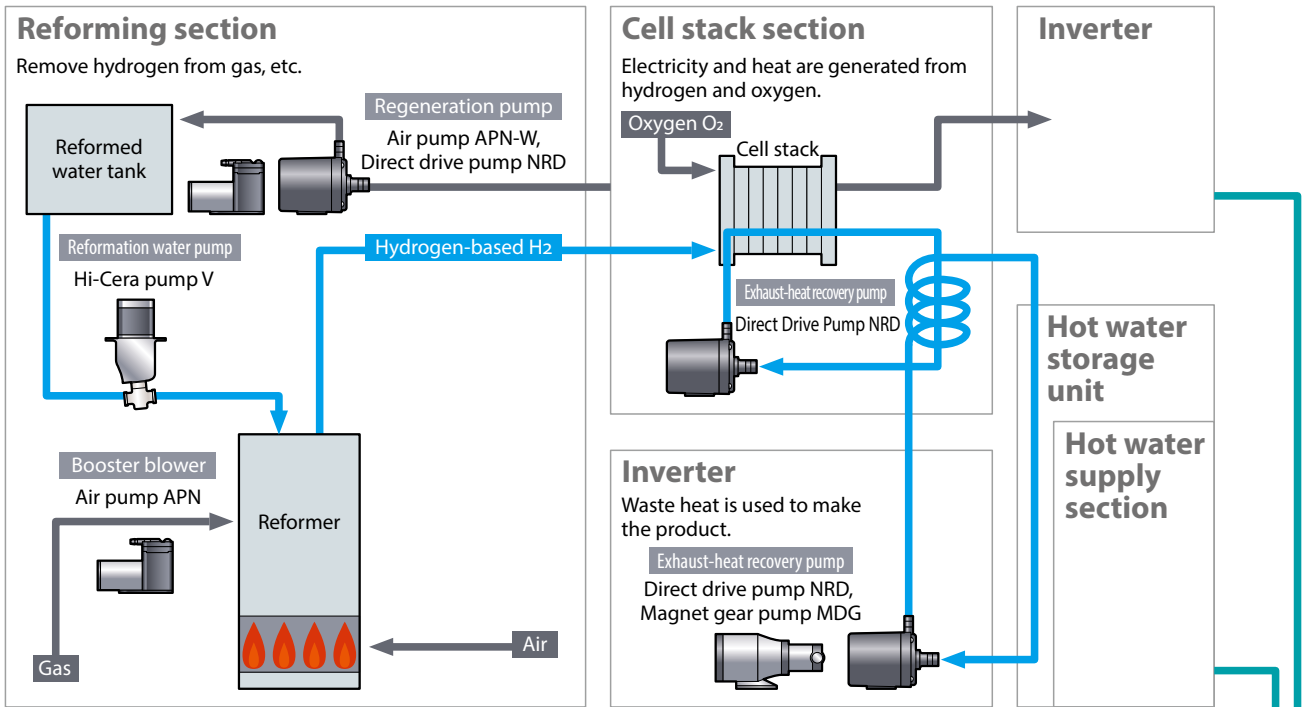 Reforming section
Remove hydrogen from gas, etc.
Regeneration pump
Air pump APN-W,
Direct drive pump NRD
Reformed
water tank
Reformation water pump
Hi-Cera pump V
Hydrogen-based H2
Booster blower
Air pump APN
Reformer
Gas
Air
Cell stack section
Electricity and heat are generated from
hydrogen and oxygen.
Oxygen O2
Cell stack
Exhaust-heat recovery pump
Direct Drive Pump NRD
Inverter
Waste heat is used to make
the product.
Exhaust-heat recovery pump
Direct drive pump NRD,
Magnet gear pump MDG
Inverter
Hot water
storage
unit
Hot water
supply
section